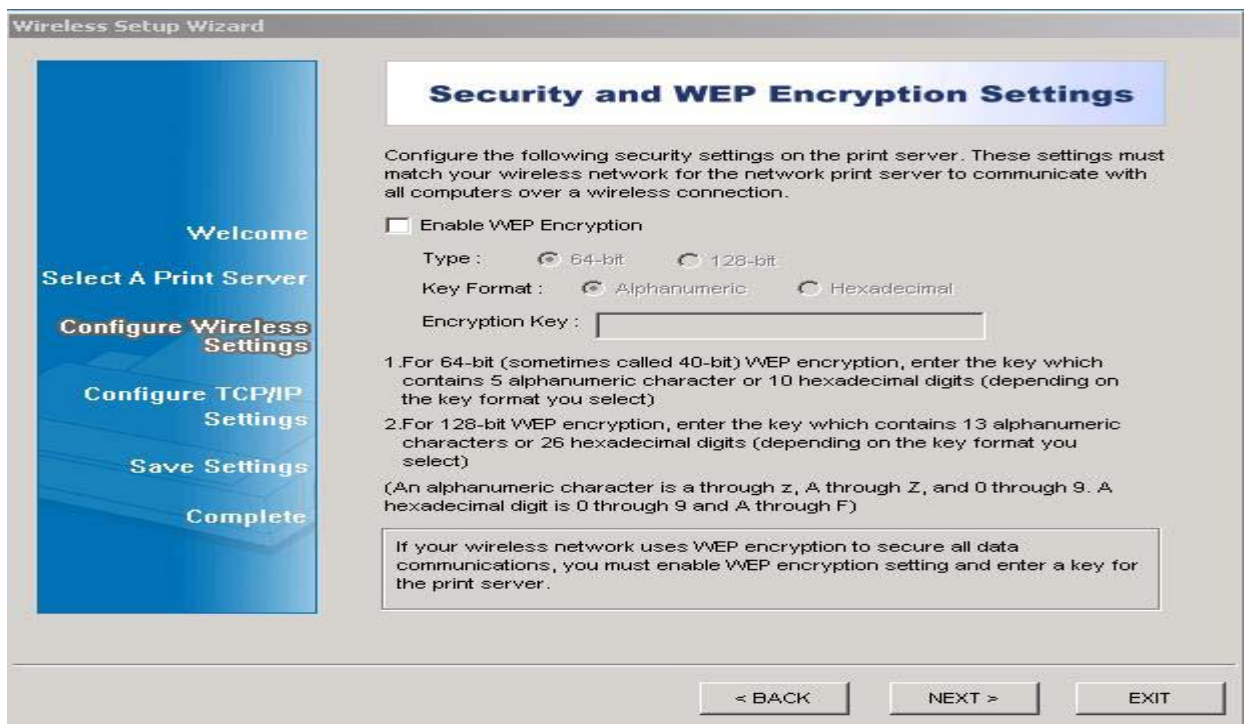 Wireless Setup Wizard
Welcome
Select A Print Server
Configure Wireless
Settings
Configure TCP/IP
Settings
Save Settings
Complete
Security and WEP Encryption Settings
Configure the following security settings on the print server. These settings must
match your wireless network for the network print server to communicate with
all computers over a wireless connection.
Enable WEP Encryption
Type : 64-bit 128-bit
Key Format : Alphanumeric Hexadecimal
Encryption Key :
1.For 64-bit (sometimes called 40-bit) WEP encryption, enter the key which
contains 5 alphanumeric character or 10 hexadecimal digits (depending on
the key format you select)
2.For 128-bit WEP encryption, enter the key which contains 13 alphanumeric
characters or 26 hexadecimal digits (depending on the key format you
select)
(An alphanumeric character is a through z, A through Z, and 0 through 9. A
hexadecimal digit is 0 through 9 and A through F)
If your wireless network uses WEP encryption to secure all data
communications, you must enable WEP encryption setting and enter a key for
the print server.
< BACK NEXT > EXIT